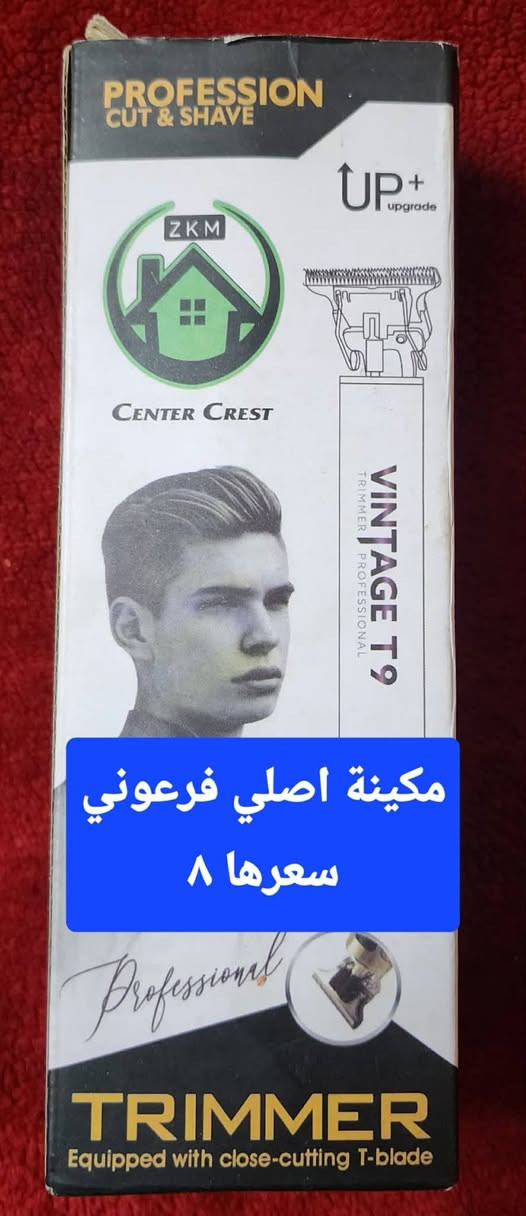 PROFESSION
CUT & SHAVE
UP+
upgrade
ZKM
CENTER CREST
VINTAGE T9
TRIMMER PROFESSIONAL
مكينة اصلي فرعوني
سعرها ٨
Professional
TRIMMER
Equipped with close-cutting T-blade